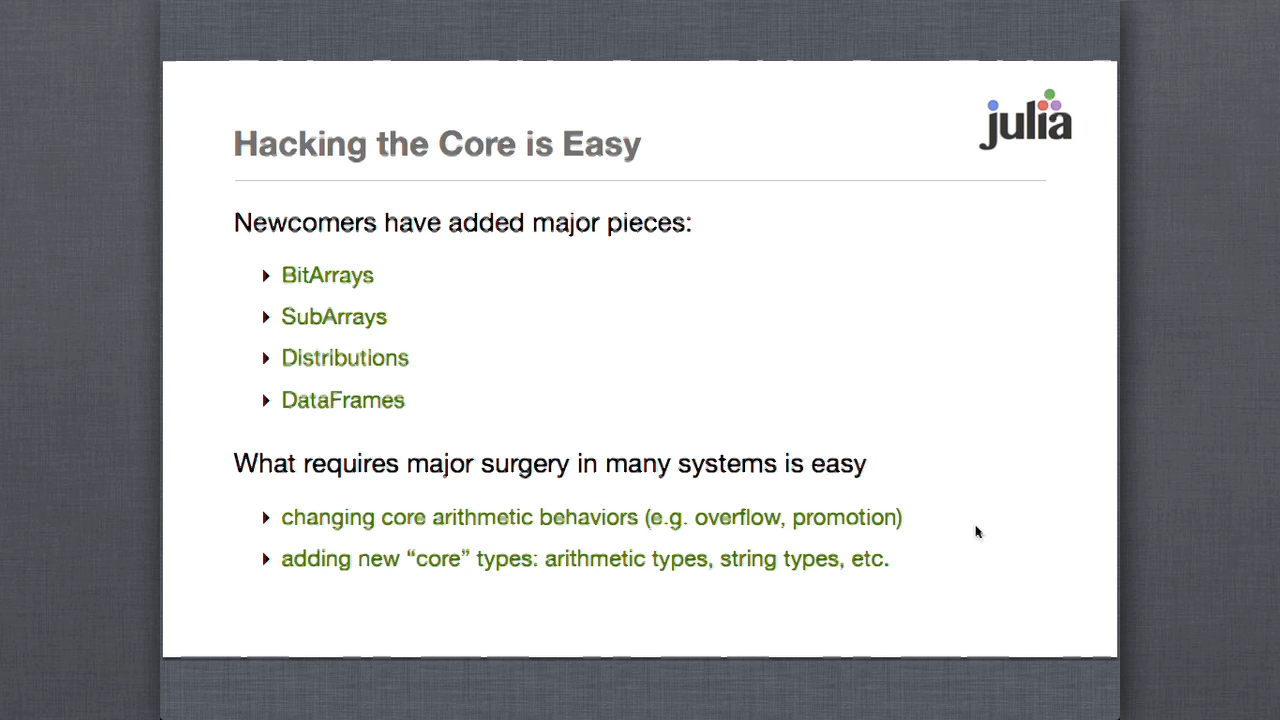 julia
Hacking the Core is Easy
Newcomers have added major pieces:
BitArrays
SubArrays
Distributions
DataFrames
What requires major surgery in many systems is easy
changing core arithmetic behaviors (e.g. overflow, promotion)
adding new “core” types: arithmetic types, string types, etc.